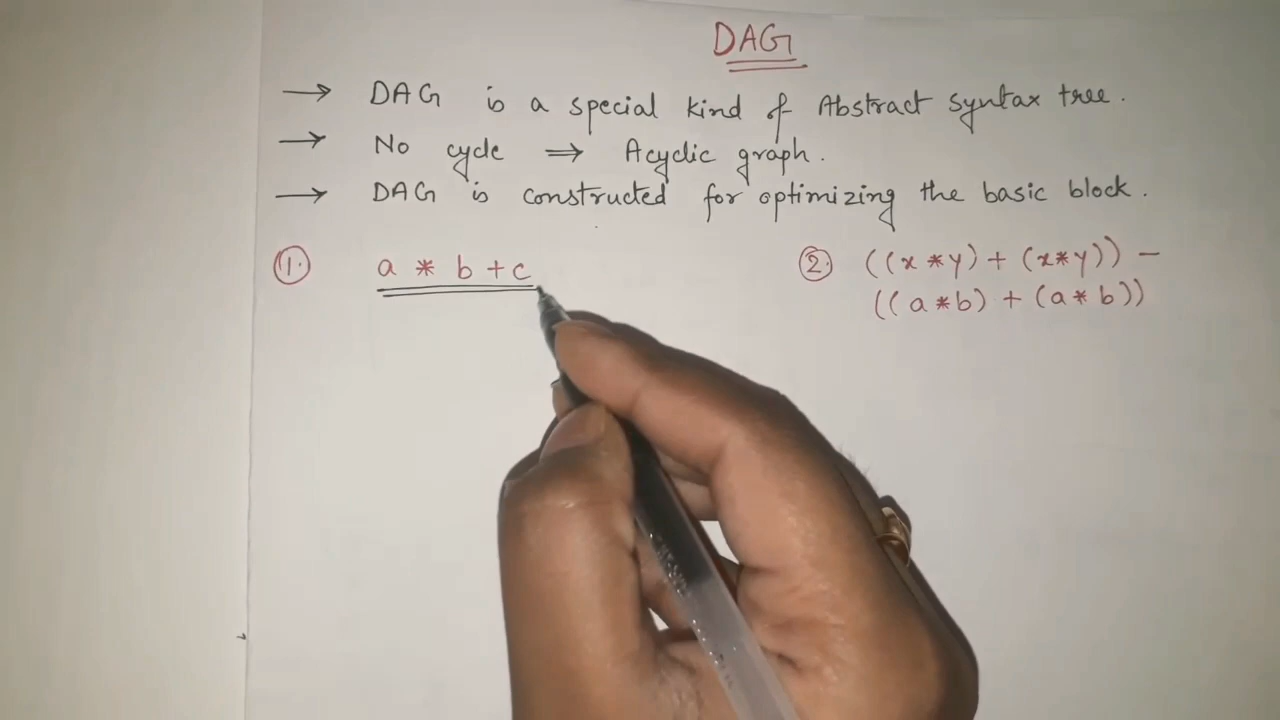 DAG
→ DAG is a special kind of Abstract syntax tree.
→ No cycle ⇒ Acyclic graph.
→ DAG is constructed for optimizing the basic block.
①. a * b + c
②. ((x * y) + (x * y)) -
((a * b) + (a * b))